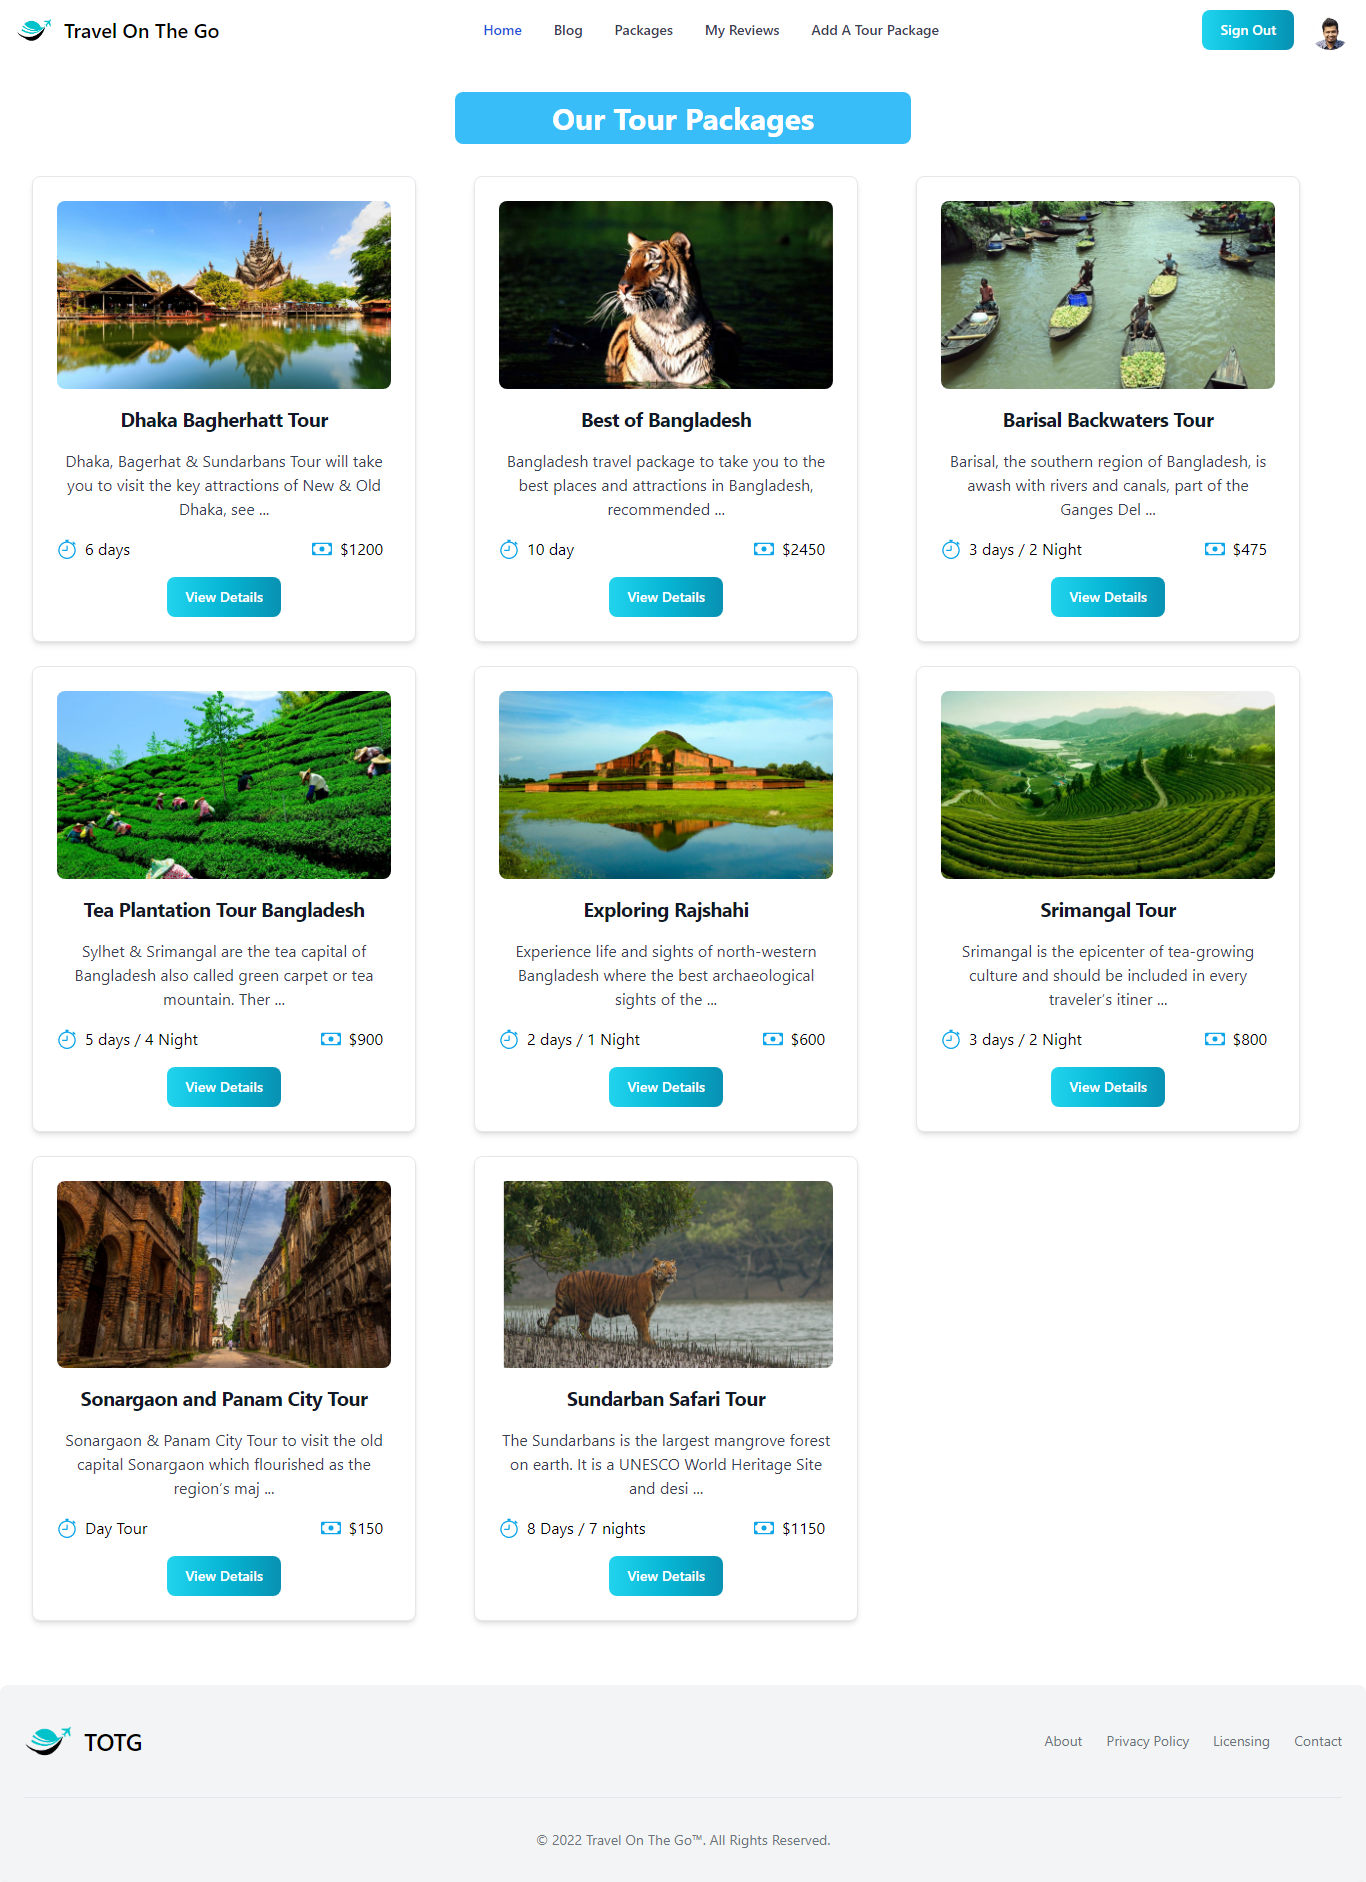 Travel On The Go
Home
Blog
Packages
My Reviews
Add A Tour Package
Sign Out
Our Tour Packages
Dhaka Bagherhatt Tour
Dhaka, Bagerhat & Sundarbans Tour will take
you to visit the key attractions of New & Old
Dhaka, see ...
6 days
$1200
View Details
Best of Bangladesh
Bangladesh travel package to take you to the
best places and attractions in Bangladesh,
recommended ...
10 day
$2450
View Details
Barisal Backwaters Tour
Barisal, the southern region of Bangladesh, is
awash with rivers and canals, part of the
Ganges Del ...
3 days / 2 Night
$475
View Details
Tea Plantation Tour Bangladesh
Sylhet & Srimangal are the tea capital of
Bangladesh also called green carpet or tea
mountain. Ther ...
5 days / 4 Night
$900
View Details
Exploring Rajshahi
Experience life and sights of north-western
Bangladesh where the best archaeological
sights of the ...
2 days / 1 Night
$600
View Details
Srimangal Tour
Srimangal is the epicenter of tea-growing
culture and should be included in every
traveler's itiner ...
3 days / 2 Night
$800
View Details
Sonargaon and Panam City Tour
Sonargaon & Panam City Tour to visit the old
capital Sonargaon which flourished as the
region's maj ...
Day Tour
$150
View Details
Sundarban Safari Tour
The Sundarbans is the largest mangrove forest
on earth. It is a UNESCO World Heritage Site
and desi ...
8 Days / 7 nights
$1150
View Details
TOTG
About
Privacy Policy
Licensing
Contact
© 2022 Travel On The Go™. All Rights Reserved.